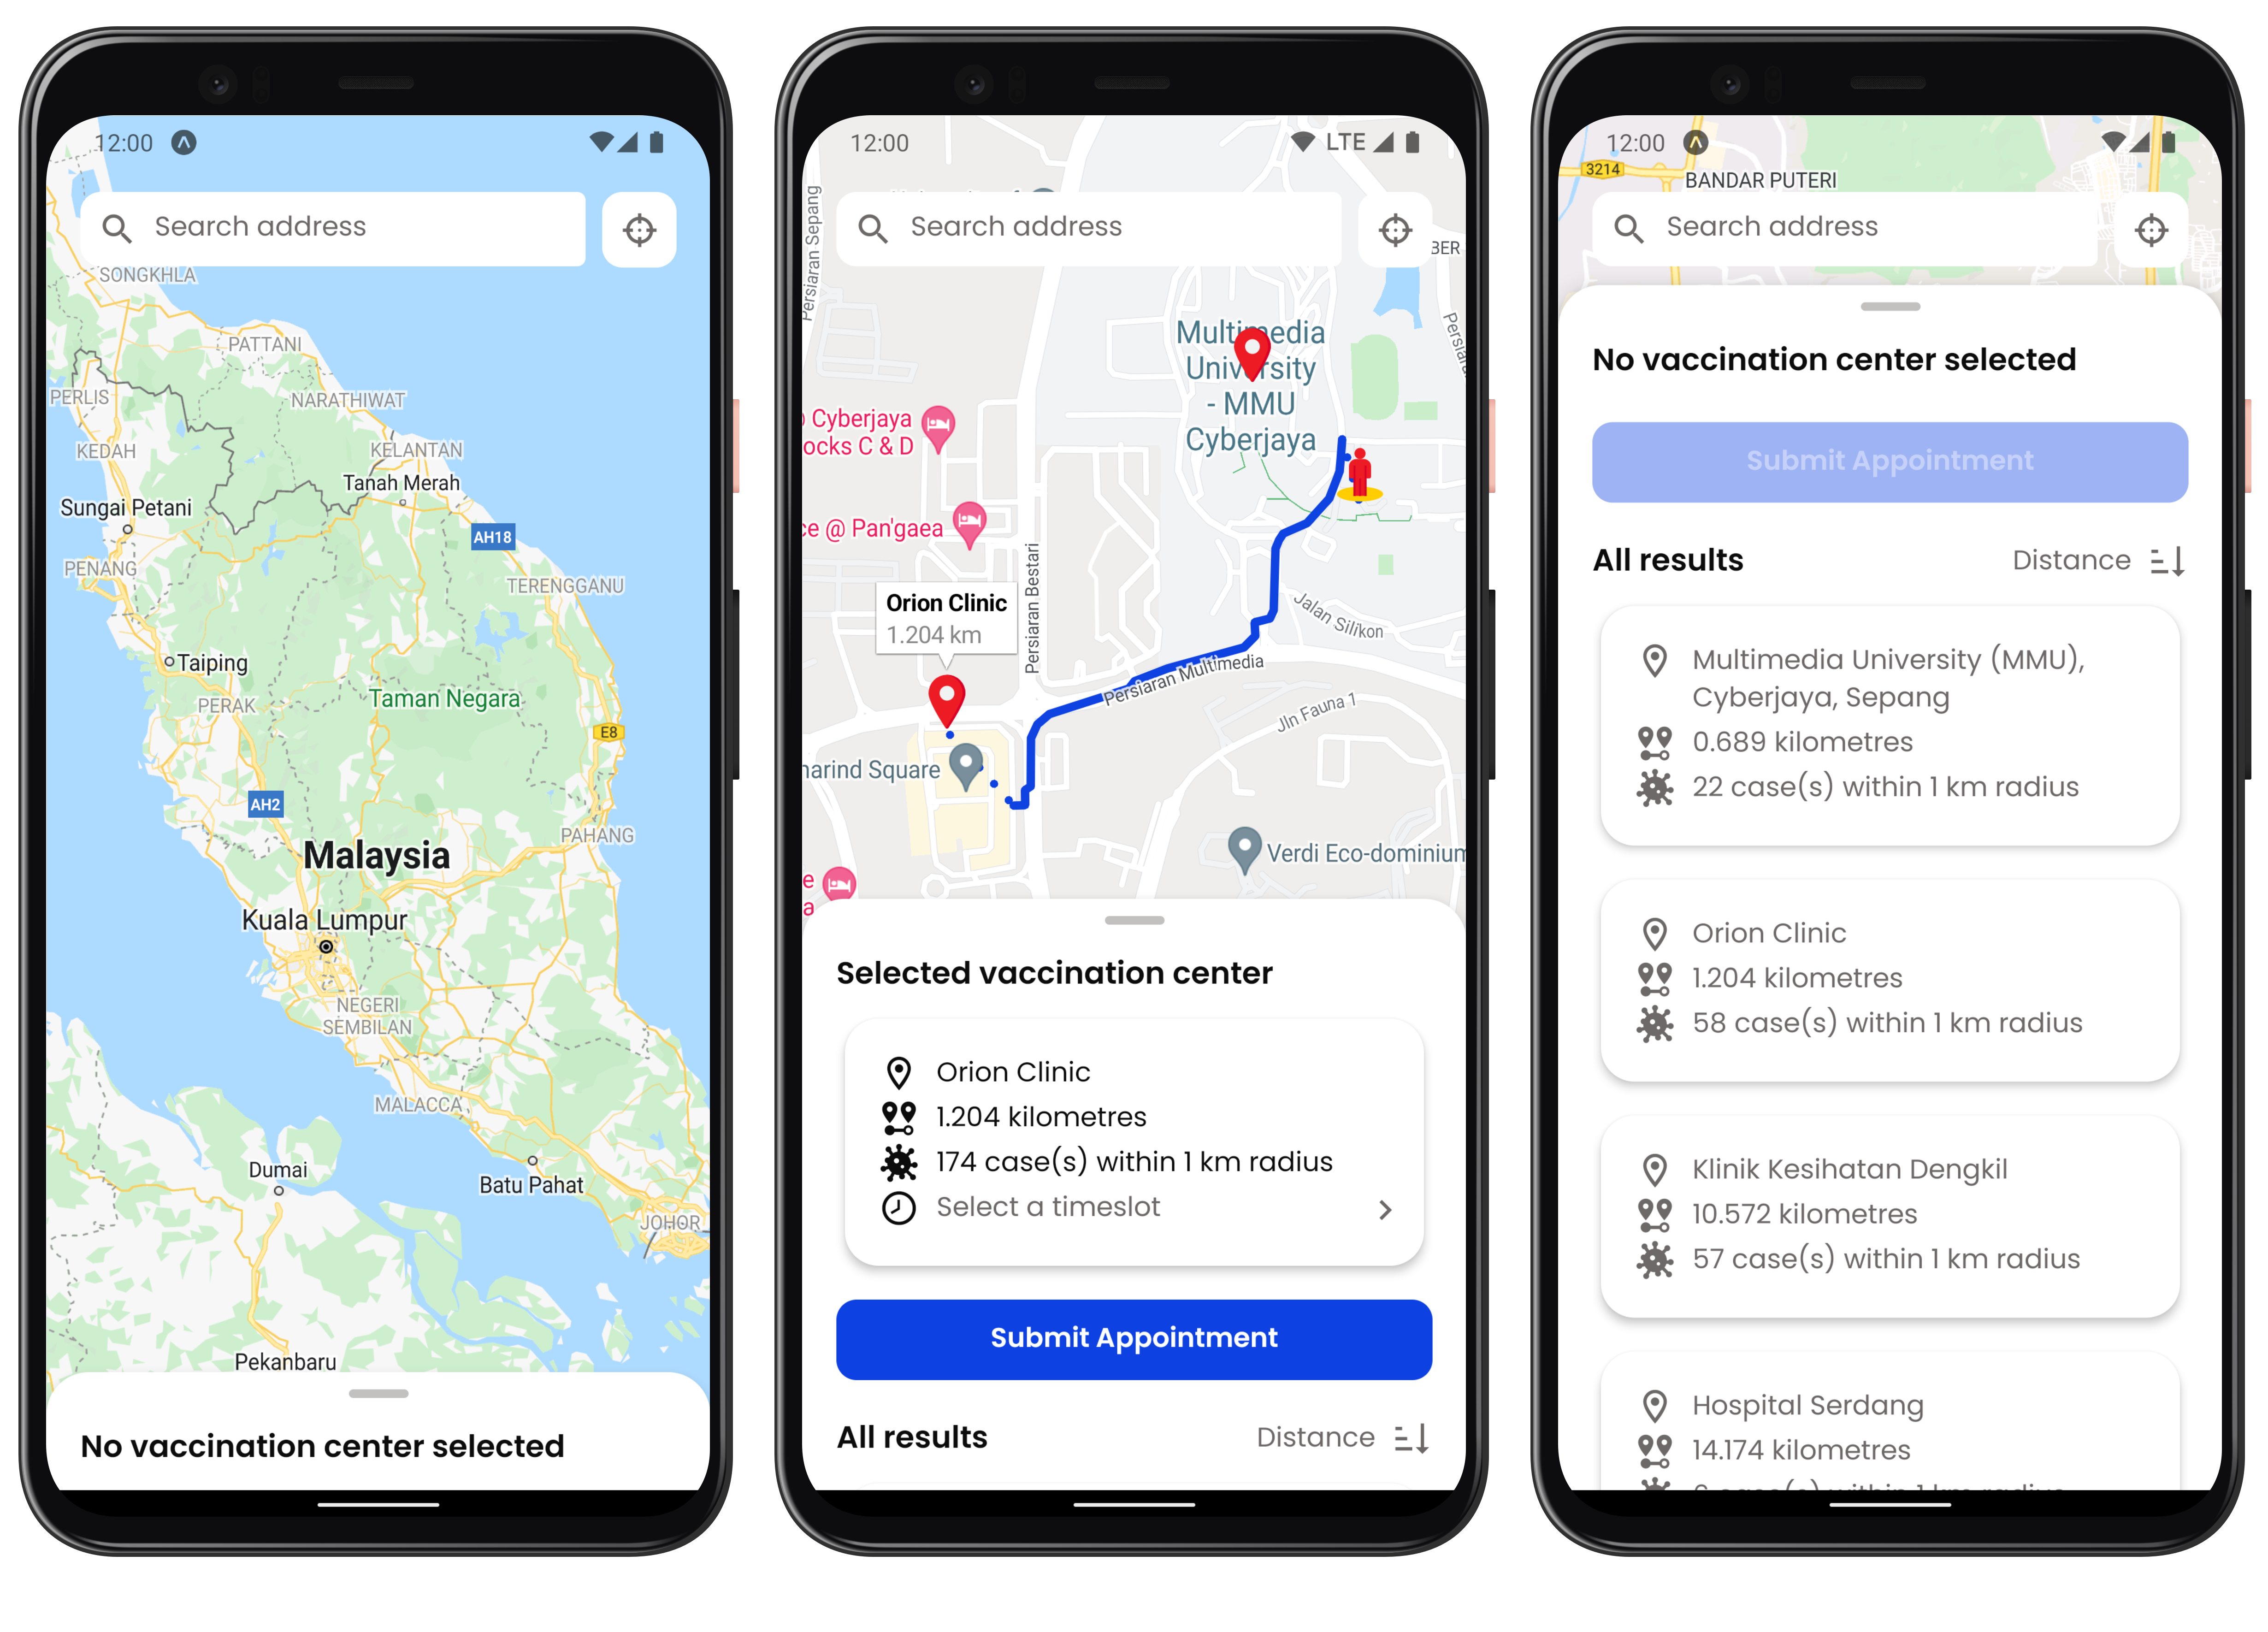 12:00
Search address
SONGKHLA
PATTANI
PERLIS
NARATHIWAT
KEDAH
KELANTAN
Tanah Merah
Sungai Petani
AH18
PENANG
TERENGGANU
Taiping
PERAK
Taman Negara
E8
AH2
PAHANG
Malaysia
Kuala Lumpur
NEGERI
SEMBILAN
MALACCA
Dumai
Batu Pahat
JOHOR
Pekanbaru
No vaccination center selected
12:00 LTE
Search address
Persiaran Sepang
BER
Multimedia
University
- MMU
Cyberjaya
Cyberjaya
ocks C & D
ce @ Pan'gaea
Persiaran Bestari
Orion Clinic
1.204 km
Jalan Silikon
Persiaran Multimedia
Jln Fauna 1
arind Square
Verdi Eco-dominium
e
a
Selected vaccination center
Orion Clinic
1.204 kilometres
174 case(s) within 1 km radius
Select a timeslot
Submit Appointment
All results Distance
12:00
3214
BANDAR PUTERI
Search address
No vaccination center selected
Submit Appointment
All results Distance
Multimedia University (MMU),
Cyberjaya, Sepang
0.689 kilometres
22 case(s) within 1 km radius
Orion Clinic
1.204 kilometres
58 case(s) within 1 km radius
Klinik Kesihatan Dengkil
10.572 kilometres
57 case(s) within 1 km radius
Hospital Serdang
14.174 kilometres
case(s) within 1 km radius